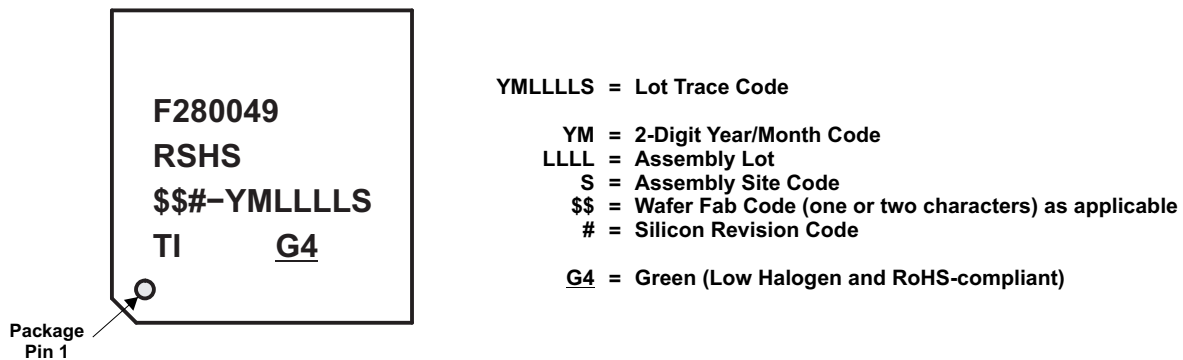 F280049
RSHS
$$#−YMLLLLS
TI G4
Package
Pin 1
YMLLLLS = Lot Trace Code
YM = 2-Digit Year/Month Code
LLLL = Assembly Lot
S = Assembly Site Code
$$ = Wafer Fab Code (one or two characters) as applicable
# = Silicon Revision Code
G4 = Green (Low Halogen and RoHS-compliant)